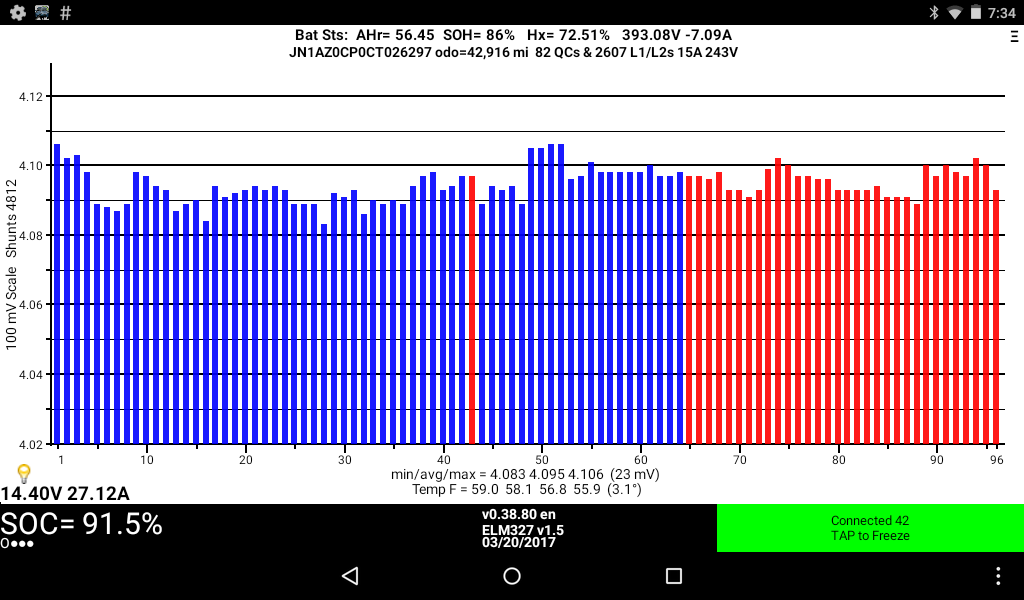 #
7:34
Bat Sts: AHr= 56.45 SOH= 86% Hx= 72.51% 393.08V -7.09A
JN1AZ0CP0CT026297 odo=42,916 mi 82 QCs & 2607 L1/L2s 15A 243V
4.12
4.10
4.08
4.06
4.04
4.02
100 mV Scale Shunts 4812
1 10 20 30 40 50 60 70 80 90 96
min/avg/max = 4.083 4.095 4.106 (23 mV)
Temp F = 59.0 58.1 56.8 55.9 (3.1°)
14.40V 27.12A
SOC= 91.5%
O●●●
v0.38.80 en
ELM327 v1.5
03/20/2017
Connected 42
TAP to Freeze